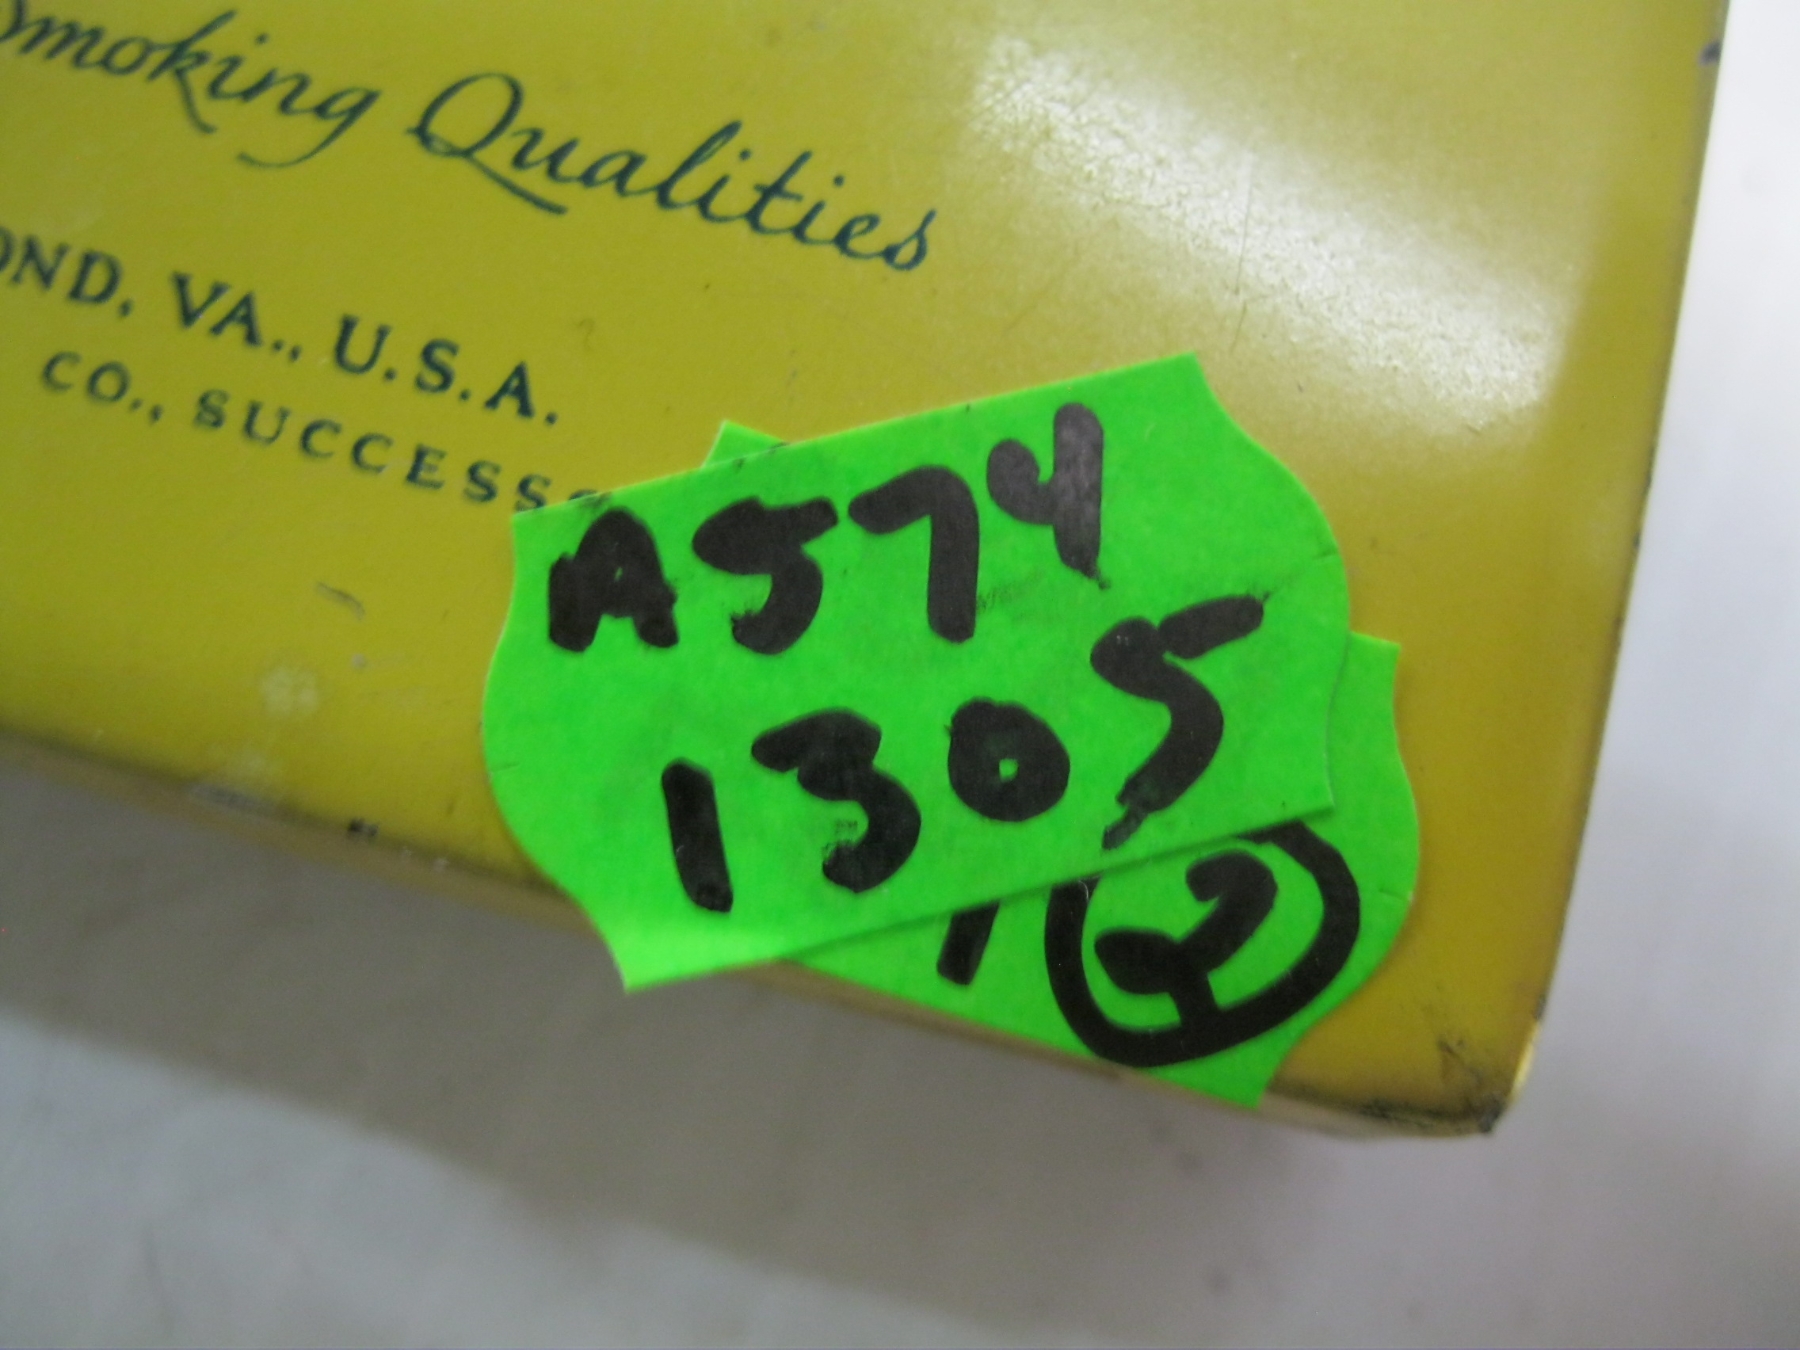 Smoking Qualities
OND, VA., U.S.A.
CO., SUCCESS
A574
1305
1 2